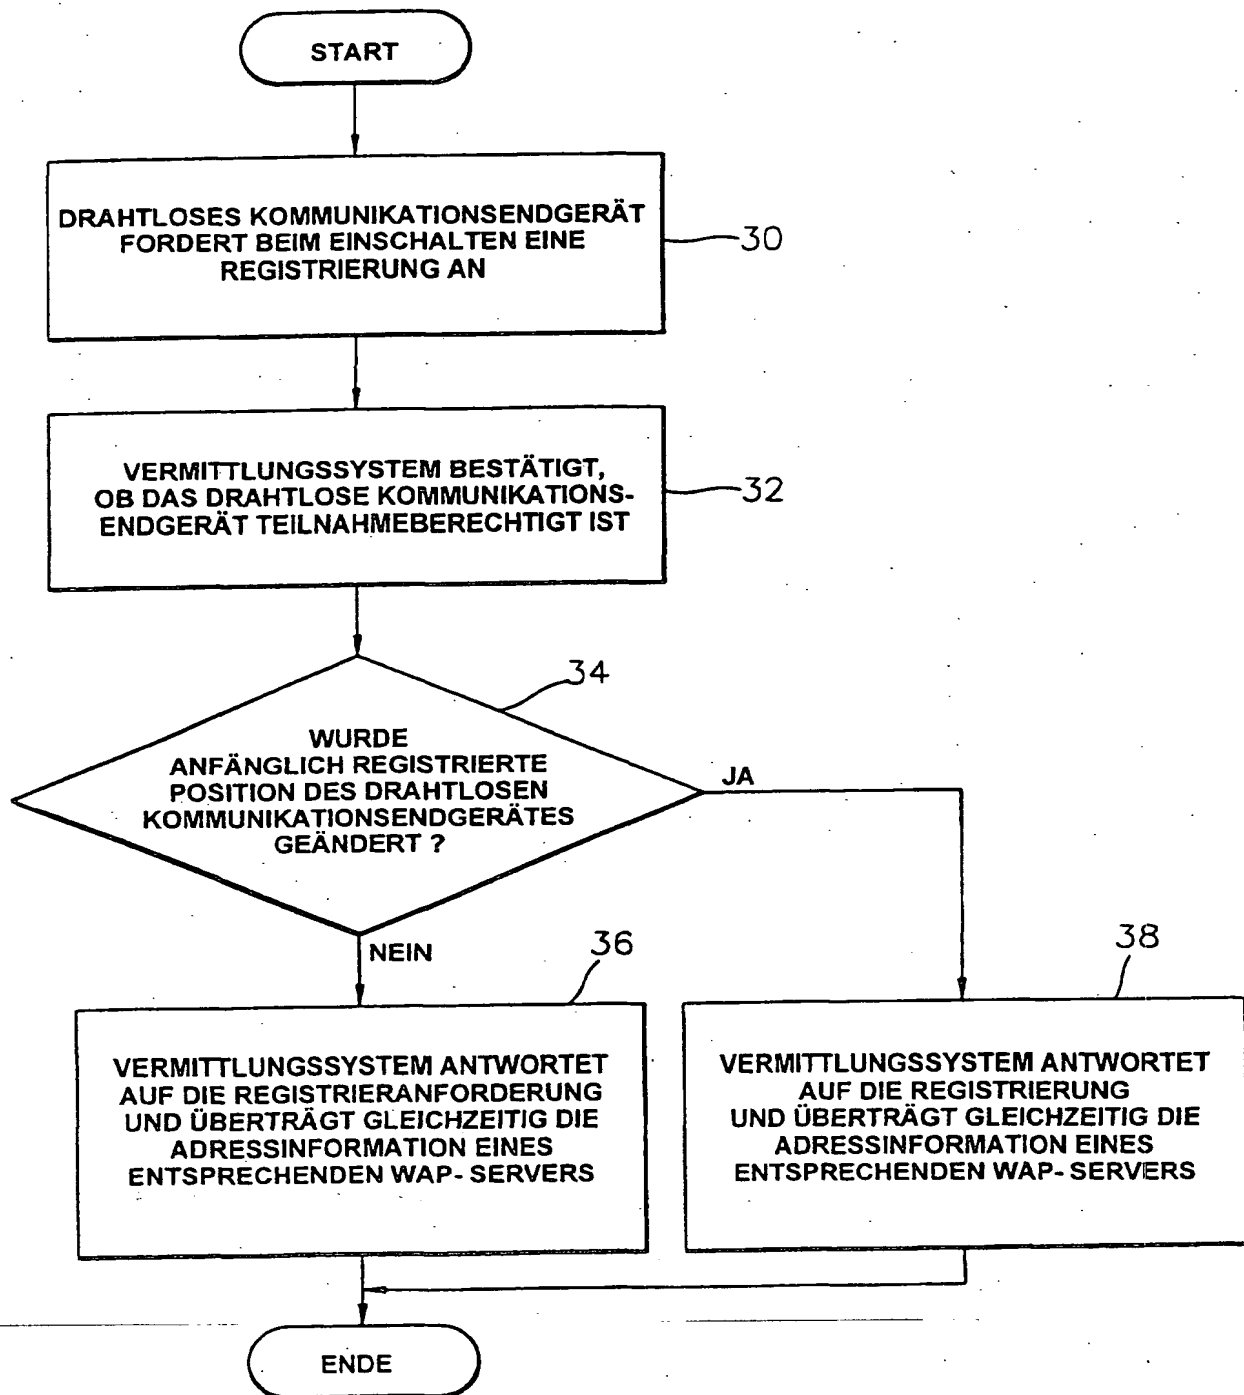 START
DRAHTLOSES KOMMUNIKATIONSENDGERÄT
FORDERT BEIM EINSCHALTEN EINE
REGISTRIERUNG AN
30
VERMITTLUNGSSYSTEM BESTÄTIGT,
OB DAS DRAHTLOSE KOMMUNIKATIONS-
ENDGERÄT TEILNAHMEBERECHTIGT IST
32
34
WURDE
ANFÄNGLICH REGISTRIERTE
POSITION DES DRAHTLOSEN
KOMMUNIKATIONSENDGERÄTES
GEÄNDERT ?
JA
NEIN
36
VERMITTLUNGSSYSTEM ANTWORTET
AUF DIE REGISTRIERANFORDERUNG
UND ÜBERTRÄGT GLEICHZEITIG DIE
ADRESSINFORMATION EINES
ENTSPRECHENDEN WAP- SERVERS
38
VERMITTLUNGSSYSTEM ANTWORTET
AUF DIE REGISTRIERUNG
UND ÜBERTRÄGT GLEICHZEITIG DIE
ADRESSINFORMATION EINES
ENTSPRECHENDEN WAP- SERVERS
ENDE